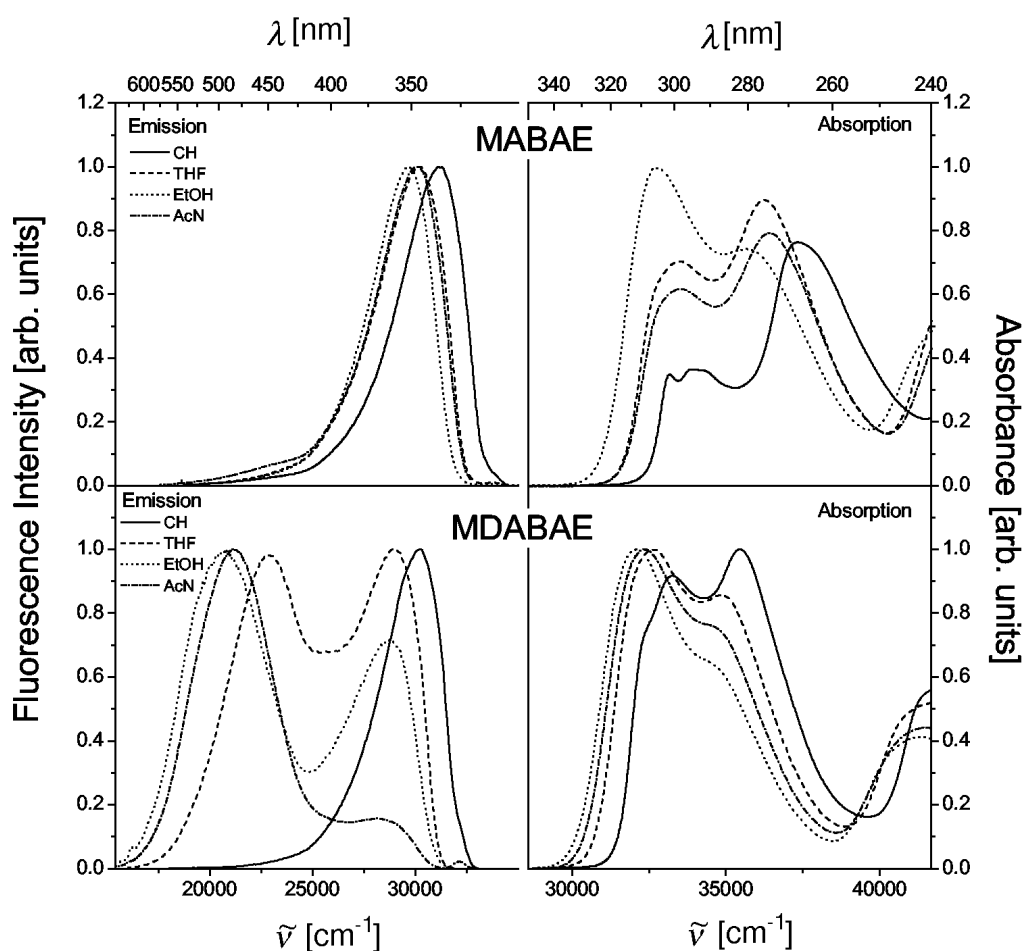 λ [nm]
λ [nm]
600 550 500 450 400 350
340 320 300 280 260 240
1.2
1.0
0.8
0.6
0.4
0.2
0.0
Emission
CH
THF
EtOH
AcN
MABAE
Absorption
1.2
1.0
0.8
0.6
0.4
0.2
0.0
1.0
0.8
0.6
0.4
0.2
0.0
Emission
CH
THF
EtOH
AcN
MDABAE
Absorption
1.0
0.8
0.6
0.4
0.2
0.0
20000 25000 30000
30000 35000 40000
ṽ [cm⁻¹]
ṽ [cm⁻¹]
Fluorescence Intensity [arb. units]
Absorbance [arb. units]